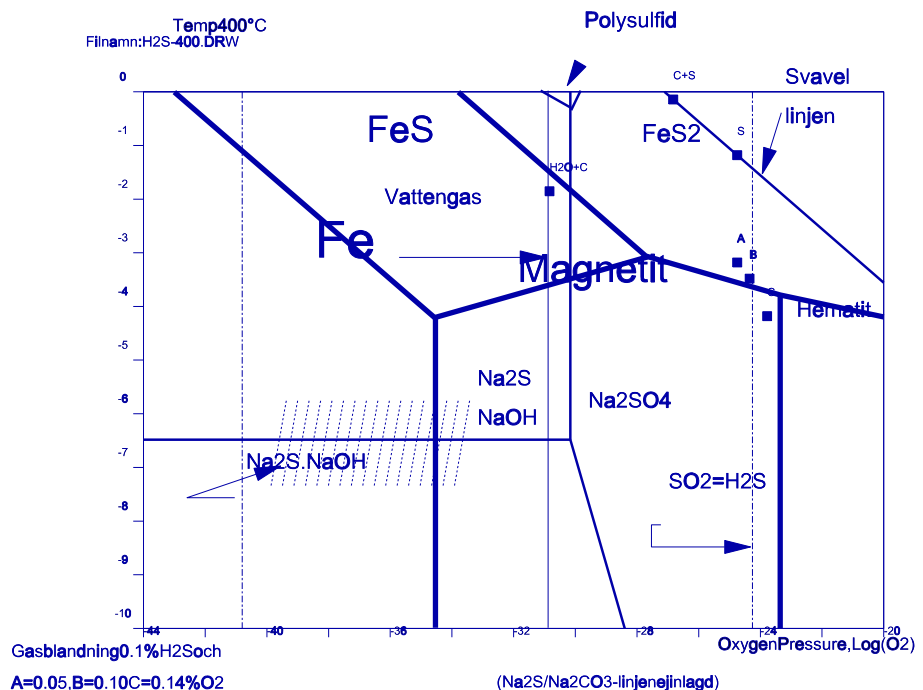 Temp400°C
Filnamn:H2S-400.DRW
Polysulfid
0
C+S
Svavel
linjen
-1
FeS
FeS2
S
H2O+C
-2
Vattengas
-3
Fe
A
B
Magnetit
-4
C
Hematit
-5
Na2S
Na2SO4
-6
NaOH
-7
Na2S.NaOH
SO2=H2S
-8
-9
-10
-44
-40
-36
-32
-28
-24
-20
OxygenPressure,Log(O2)
Gasblandning0.1%H2Soch
A=0.05,B=0.10C=0.14%O2
(Na2S/Na2CO3-linjenejinlagd)